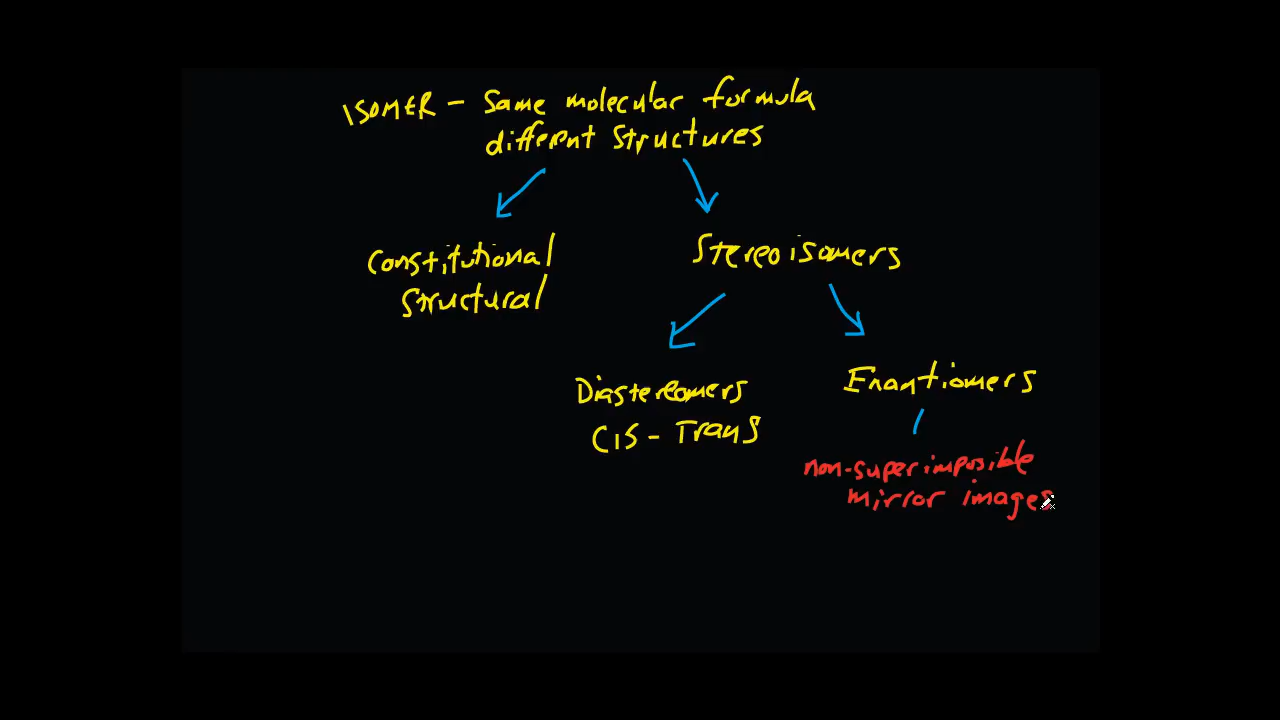 ISOMER - Same molecular formula
different Structures
Constitutional
Structural
Stereoisomers
Diastereomers
CIS - Trans
Enantiomers
non-superimposible
mirror images